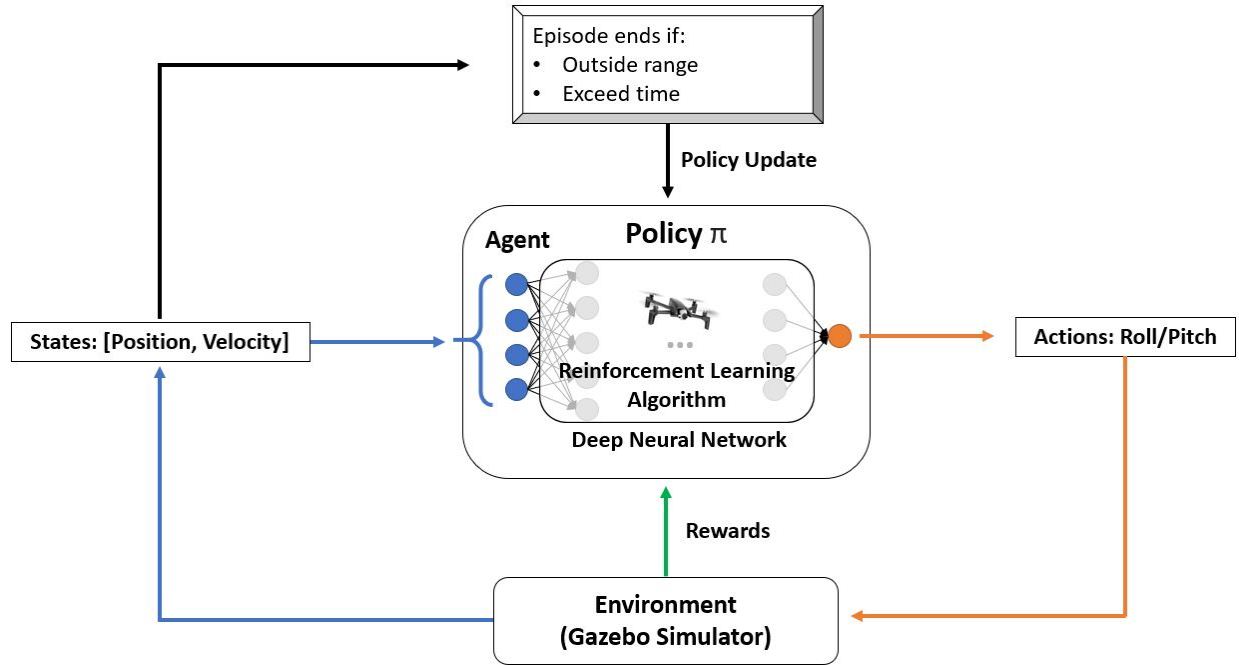 Episode ends if:
• Outside range
• Exceed time
Policy Update
Agent
Policy π
States: [Position, Velocity]
Actions: Roll/Pitch
Reinforcement Learning
Algorithm
Deep Neural Network
Rewards
Environment
(Gazebo Simulator)